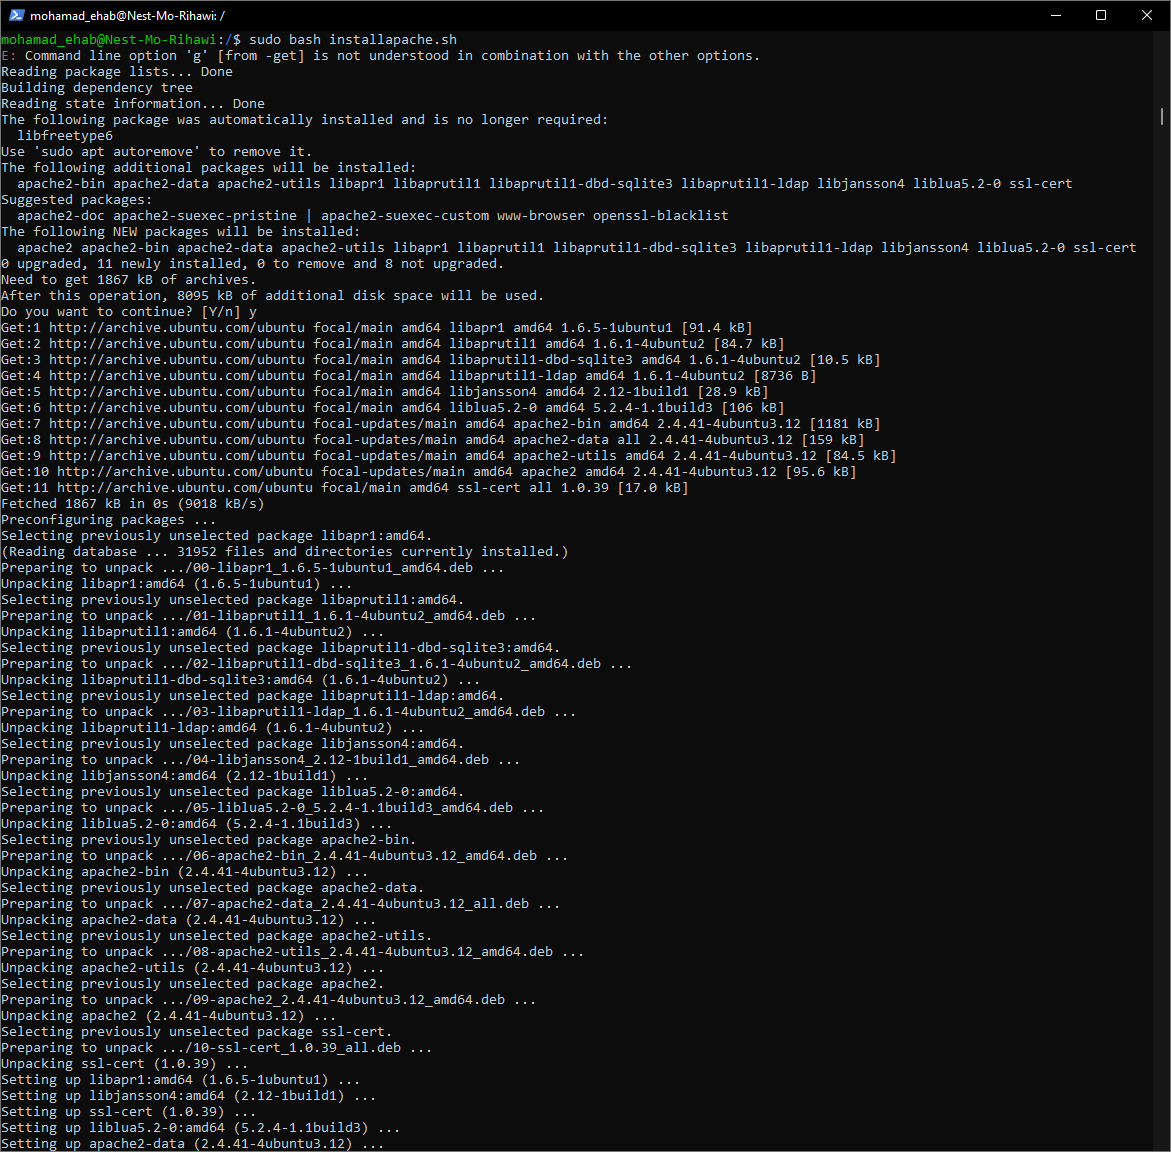 mohamad_ehab@Nest-Mo-Rihawi: /
mohamad_ehab@Nest-Mo-Rihawi:/$ sudo bash installapache.sh
E: Command line option 'g' [from -get] is not understood in combination with the other options.
Reading package lists... Done
Building dependency tree
Reading state information... Done
The following package was automatically installed and is no longer required:
  libfreetype6
Use 'sudo apt autoremove' to remove it.
The following additional packages will be installed:
  apache2-bin apache2-data apache2-utils libapr1 libaprutil1 libaprutil1-dbd-sqlite3 libaprutil1-ldap libjansson4 liblua5.2-0 ssl-cert
Suggested packages:
  apache2-doc apache2-suexec-pristine | apache2-suexec-custom www-browser openssl-blacklist
The following NEW packages will be installed:
  apache2 apache2-bin apache2-data apache2-utils libapr1 libaprutil1 libaprutil1-dbd-sqlite3 libaprutil1-ldap libjansson4 liblua5.2-0 ssl-cert
0 upgraded, 11 newly installed, 0 to remove and 8 not upgraded.
Need to get 1867 kB of archives.
After this operation, 8095 kB of additional disk space will be used.
Do you want to continue? [Y/n] y
Get:1 http://archive.ubuntu.com/ubuntu focal/main amd64 libapr1 amd64 1.6.5-1ubuntu1 [91.4 kB]
Get:2 http://archive.ubuntu.com/ubuntu focal/main amd64 libaprutil1 amd64 1.6.1-4ubuntu2 [84.7 kB]
Get:3 http://archive.ubuntu.com/ubuntu focal/main amd64 libaprutil1-dbd-sqlite3 amd64 1.6.1-4ubuntu2 [10.5 kB]
Get:4 http://archive.ubuntu.com/ubuntu focal/main amd64 libaprutil1-ldap amd64 1.6.1-4ubuntu2 [8736 B]
Get:5 http://archive.ubuntu.com/ubuntu focal/main amd64 libjansson4 amd64 2.12-1build1 [28.9 kB]
Get:6 http://archive.ubuntu.com/ubuntu focal/main amd64 liblua5.2-0 amd64 5.2.4-1.1build3 [106 kB]
Get:7 http://archive.ubuntu.com/ubuntu focal-updates/main amd64 apache2-bin amd64 2.4.41-4ubuntu3.12 [1181 kB]
Get:8 http://archive.ubuntu.com/ubuntu focal-updates/main amd64 apache2-data all 2.4.41-4ubuntu3.12 [159 kB]
Get:9 http://archive.ubuntu.com/ubuntu focal-updates/main amd64 apache2-utils amd64 2.4.41-4ubuntu3.12 [84.5 kB]
Get:10 http://archive.ubuntu.com/ubuntu focal-updates/main amd64 apache2 amd64 2.4.41-4ubuntu3.12 [95.6 kB]
Get:11 http://archive.ubuntu.com/ubuntu focal/main amd64 ssl-cert all 1.0.39 [17.0 kB]
Fetched 1867 kB in 0s (9018 kB/s)
Preconfiguring packages ...
Selecting previously unselected package libapr1:amd64.
(Reading database ... 31952 files and directories currently installed.)
Preparing to unpack .../00-libapr1_1.6.5-1ubuntu1_amd64.deb ...
Unpacking libapr1:amd64 (1.6.5-1ubuntu1) ...
Selecting previously unselected package libaprutil1:amd64.
Preparing to unpack .../01-libaprutil1_1.6.1-4ubuntu2_amd64.deb ...
Unpacking libaprutil1:amd64 (1.6.1-4ubuntu2) ...
Selecting previously unselected package libaprutil1-dbd-sqlite3:amd64.
Preparing to unpack .../02-libaprutil1-dbd-sqlite3_1.6.1-4ubuntu2_amd64.deb ...
Unpacking libaprutil1-dbd-sqlite3:amd64 (1.6.1-4ubuntu2) ...
Selecting previously unselected package libaprutil1-ldap:amd64.
Preparing to unpack .../03-libaprutil1-ldap_1.6.1-4ubuntu2_amd64.deb ...
Unpacking libaprutil1-ldap:amd64 (1.6.1-4ubuntu2) ...
Selecting previously unselected package libjansson4:amd64.
Preparing to unpack .../04-libjansson4_2.12-1build1_amd64.deb ...
Unpacking libjansson4:amd64 (2.12-1build1) ...
Selecting previously unselected package liblua5.2-0:amd64.
Preparing to unpack .../05-liblua5.2-0_5.2.4-1.1build3_amd64.deb ...
Unpacking liblua5.2-0:amd64 (5.2.4-1.1build3) ...
Selecting previously unselected package apache2-bin.
Preparing to unpack .../06-apache2-bin_2.4.41-4ubuntu3.12_amd64.deb ...
Unpacking apache2-bin (2.4.41-4ubuntu3.12) ...
Selecting previously unselected package apache2-data.
Preparing to unpack .../07-apache2-data_2.4.41-4ubuntu3.12_all.deb ...
Unpacking apache2-data (2.4.41-4ubuntu3.12) ...
Selecting previously unselected package apache2-utils.
Preparing to unpack .../08-apache2-utils_2.4.41-4ubuntu3.12_amd64.deb ...
Unpacking apache2-utils (2.4.41-4ubuntu3.12) ...
Selecting previously unselected package apache2.
Preparing to unpack .../09-apache2_2.4.41-4ubuntu3.12_amd64.deb ...
Unpacking apache2 (2.4.41-4ubuntu3.12) ...
Selecting previously unselected package ssl-cert.
Preparing to unpack .../10-ssl-cert_1.0.39_all.deb ...
Unpacking ssl-cert (1.0.39) ...
Setting up libapr1:amd64 (1.6.5-1ubuntu1) ...
Setting up libjansson4:amd64 (2.12-1build1) ...
Setting up ssl-cert (1.0.39) ...
Setting up liblua5.2-0:amd64 (5.2.4-1.1build3) ...
Setting up apache2-data (2.4.41-4ubuntu3.12) ...